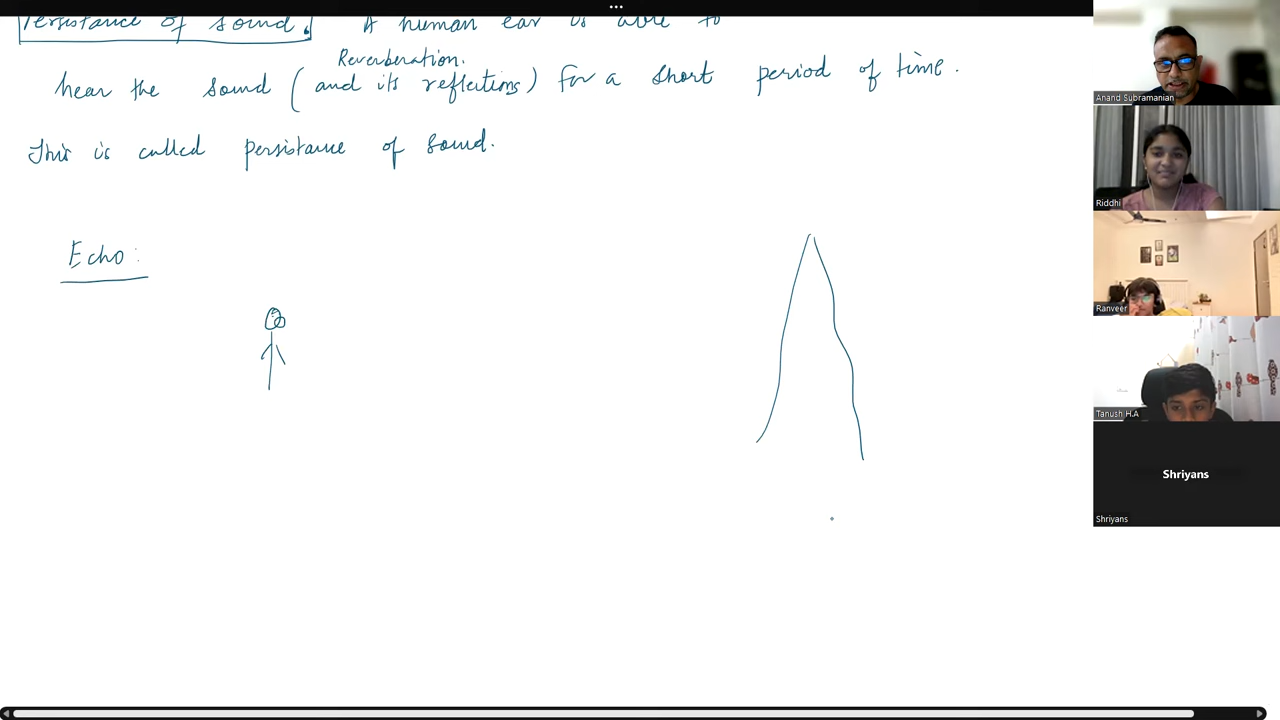 Persistance of sound. A human ear is able to
Reverberation.
hear the sound (and its reflections) for a short period of time.
This is called persistance of sound.
Echo:
Anand Subramanian
Riddhi
Ranveer
Tanush H.A
Shriyans
Shriyans